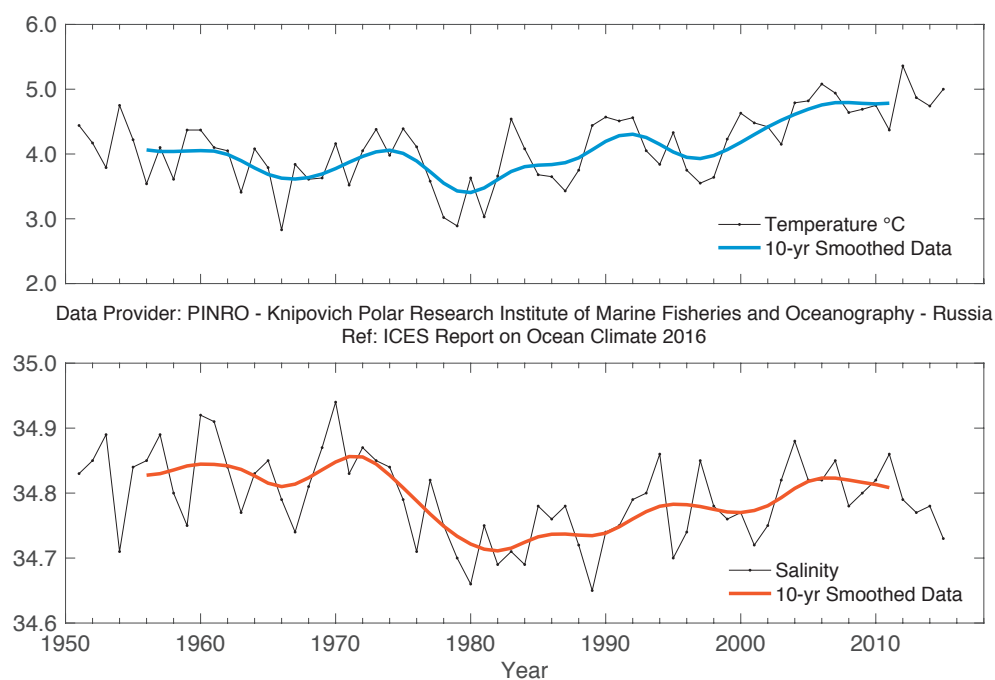 6.0
5.0
4.0
3.0
2.0
Temperature °C
10-yr Smoothed Data
Data Provider: PINRO - Knipovich Polar Research Institute of Marine Fisheries and Oceanography - Russia
Ref: ICES Report on Ocean Climate 2016
35.0
34.9
34.8
34.7
34.6
Salinity
10-yr Smoothed Data
1950 1960 1970 1980 1990 2000 2010
Year